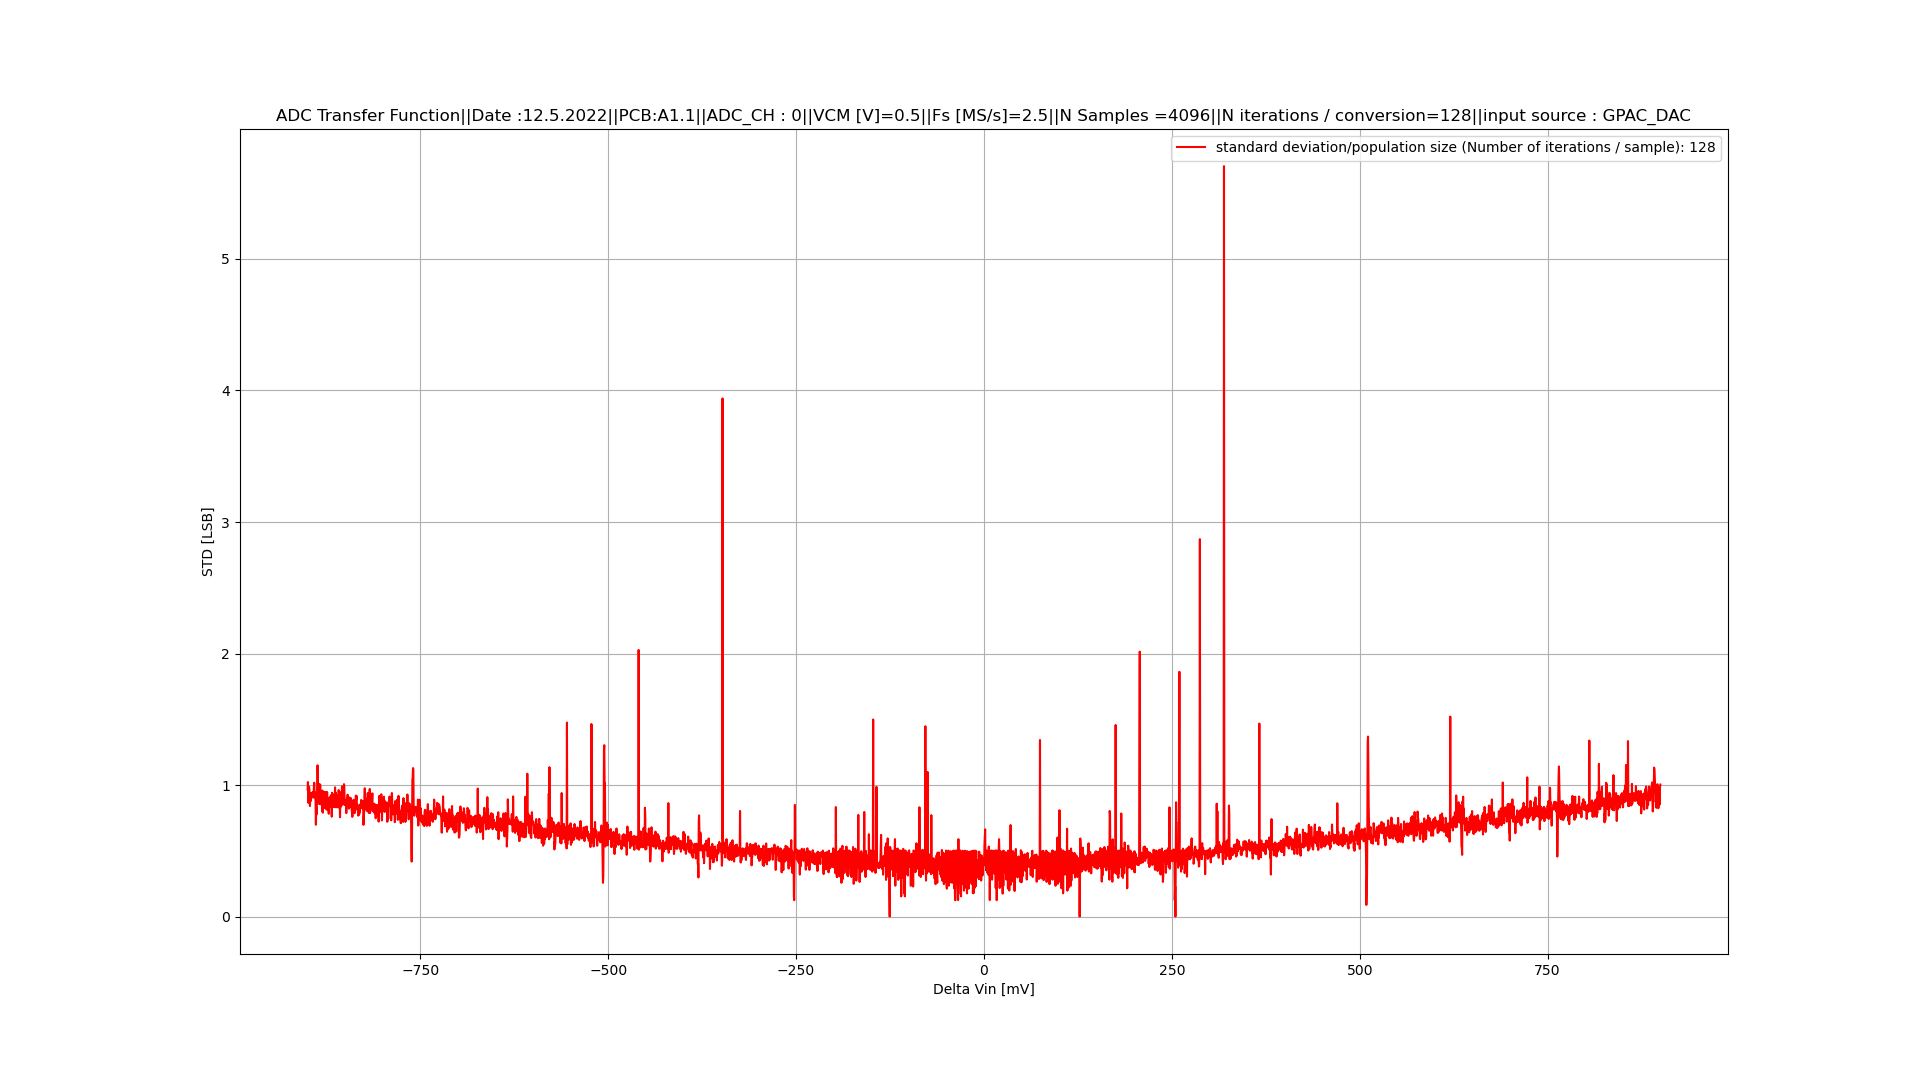 ADC Transfer Function||Date :12.5.2022||PCB:A1.1||ADC_CH : 0||VCM [V]=0.5||Fs [MS/s]=2.5||N Samples =4096||N iterations / conversion=128||input source : GPAC_DAC
standard deviation/population size (Number of iterations / sample): 128
5
4
3
2
1
0
STD [LSB]
−750 −500 −250 0 250 500 750
Delta Vin [mV]